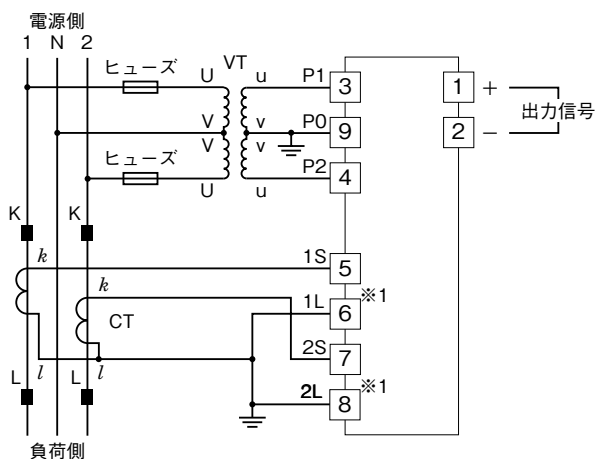 電源側
1 N 2
ヒューズ
U VT u P1 3
V v P0 9
V v
ヒューズ
U u P2 4
1 +
2 −
出力信号
K K
k 1S 5
k 1L 6 ※1
CT
2S 7
L l L l
2L 8 ※1
負荷側